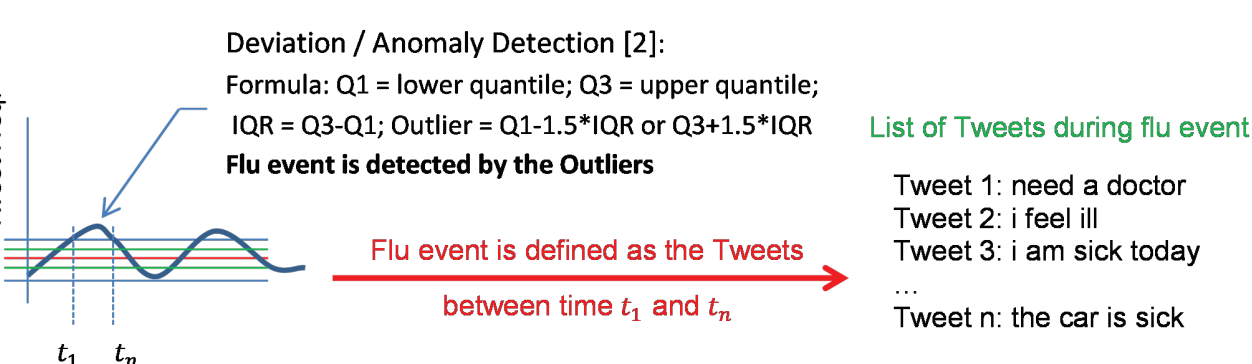 Deviation / Anomaly Detection [2]:
Formula: Q1 = lower quantile; Q3 = upper quantile;
IQR = Q3-Q1; Outlier = Q1-1.5*IQR or Q3+1.5*IQR
Flu event is detected by the Outliers
List of Tweets during flu event
Tweet 1: need a doctor
Tweet 2: i feel ill
Tweet 3: i am sick today
...
Tweet n: the car is sick
Flu event is defined as the Tweets
between time t₁ and tₙ
t₁ tₙ